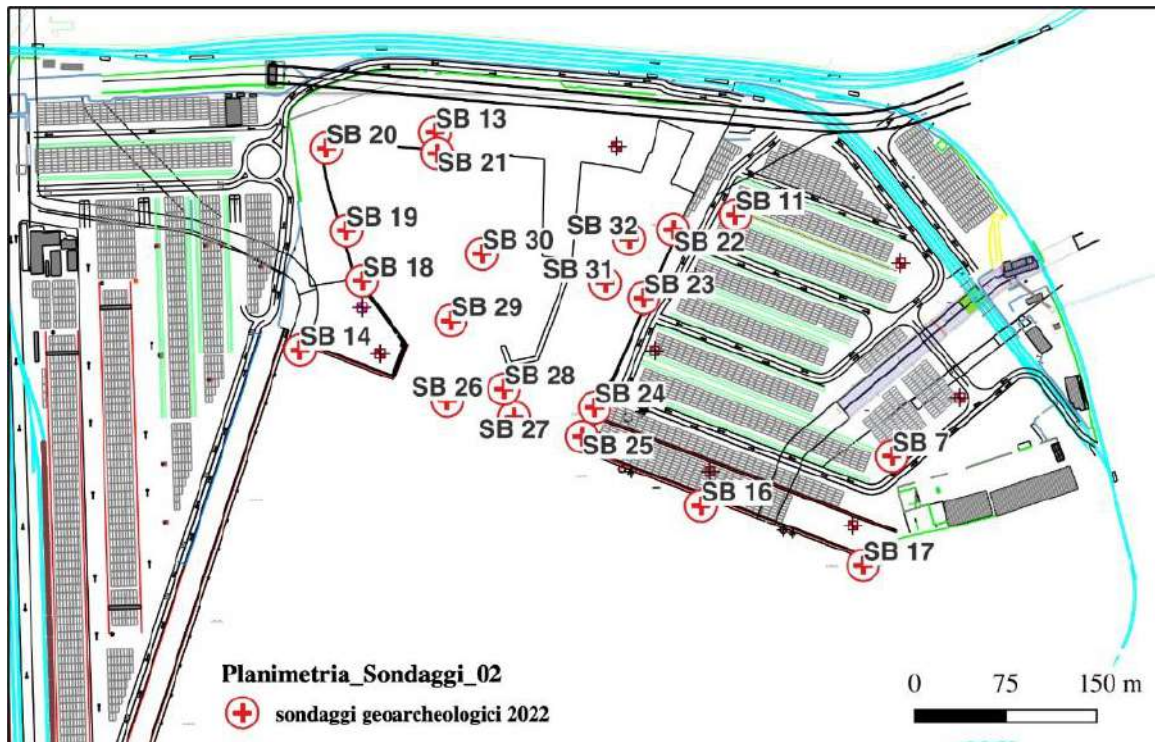 SB 13
SB 20
SB 21
SB 11
SB 19
SB 32
SB 22
SB 30
SB 18
SB 31
SB 23
SB 29
SB 14
SB 28
SB 26
SB 24
SB 27
SB 25
SB 7
SB 16
SB 17
Planimetria_Sondaggi_02
sondaggi geoarcheologici 2022
0 75 150 m